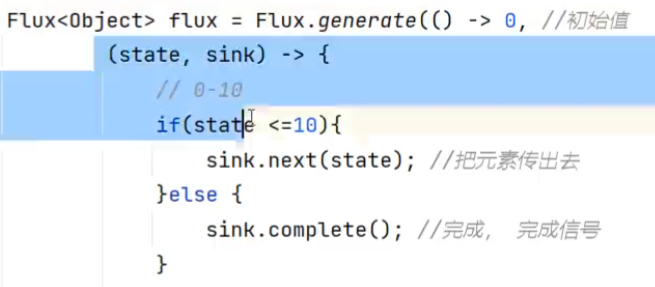 Flux<Object> flux = Flux.generate(() -> 0, //初始值
(state, sink) -> {
// 0-10
if(state <=10){
sink.next(state); //把元素传出去
}else {
sink.complete(); //完成， 完成信号
}